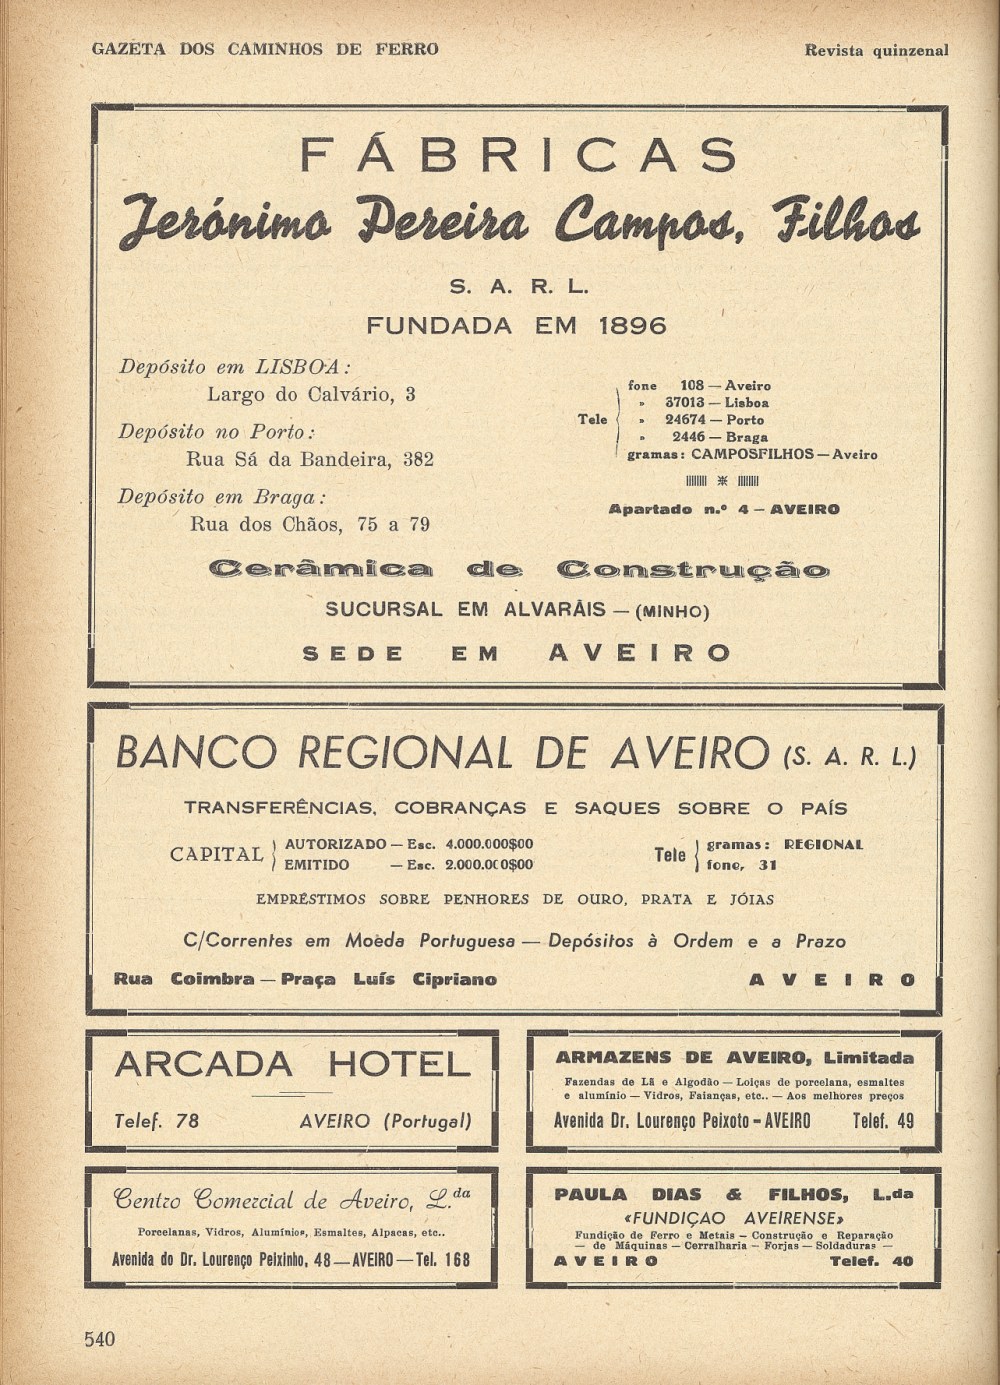 GAZETA DOS CAMINHOS DE FERRO Revista quinzenal
FÁBRICAS
Jerónimo Pereira Campos, Filhos
S. A. R. L.
FUNDADA EM 1896
Depósito em LISBOA:
Largo do Calvário, 3
Depósito no Porto:
Rua Sá da Bandeira, 382
Depósito em Braga:
Rua dos Chãos, 75 a 79
fone 108 — Aveiro
» 37013 — Lisboa
Tele » 24674 — Porto
» 2446 — Braga
gramas: CAMPOSFILHOS — Aveiro
Apartado n.º 4 — AVEIRO
Cerâmica de Construção
SUCURSAL EM ALVARÃIS — (MINHO)
SEDE EM AVEIRO
BANCO REGIONAL DE AVEIRO (S. A. R. L.)
TRANSFERÊNCIAS, COBRANÇAS E SAQUES SOBRE O PAÍS
CAPITAL AUTORIZADO — Esc. 4.000.000$00
EMITIDO — Esc. 2.000.000$00
Tele gramas: REGIONAL
fone, 31
EMPRÉSTIMOS SOBRE PENHORES DE OURO, PRATA E JÓIAS
C/Correntes em Moeda Portuguesa — Depósitos à Ordem e a Prazo
Rua Coimbra — Praça Luís Cipriano AVEIRO
ARCADA HOTEL
Telef. 78 AVEIRO (Portugal)
ARMAZENS DE AVEIRO, Limitada
Fazendas de Lã e Algodão — Loiças de porcelana, esmaltes
e alumínio — Vidros, Faianças, etc.. — Aos melhores preços
Avenida Dr. Lourenço Peixoto - AVEIRO Telef. 49
Centro Comercial de Aveiro, L.da
Porcelanas, Vidros, Alumínios, Esmaltes, Alpacas, etc..
Avenida do Dr. Lourenço Peixinho, 48 — AVEIRO — Tel. 168
PAULA DIAS & FILHOS, L.da
«FUNDIÇAO AVEIRENSE»
Fundição de Ferro e Metais — Construção e Reparação
— de Máquinas — Cerralharia — Forjas — Soldaduras —
AVEIRO Telef. 40
540